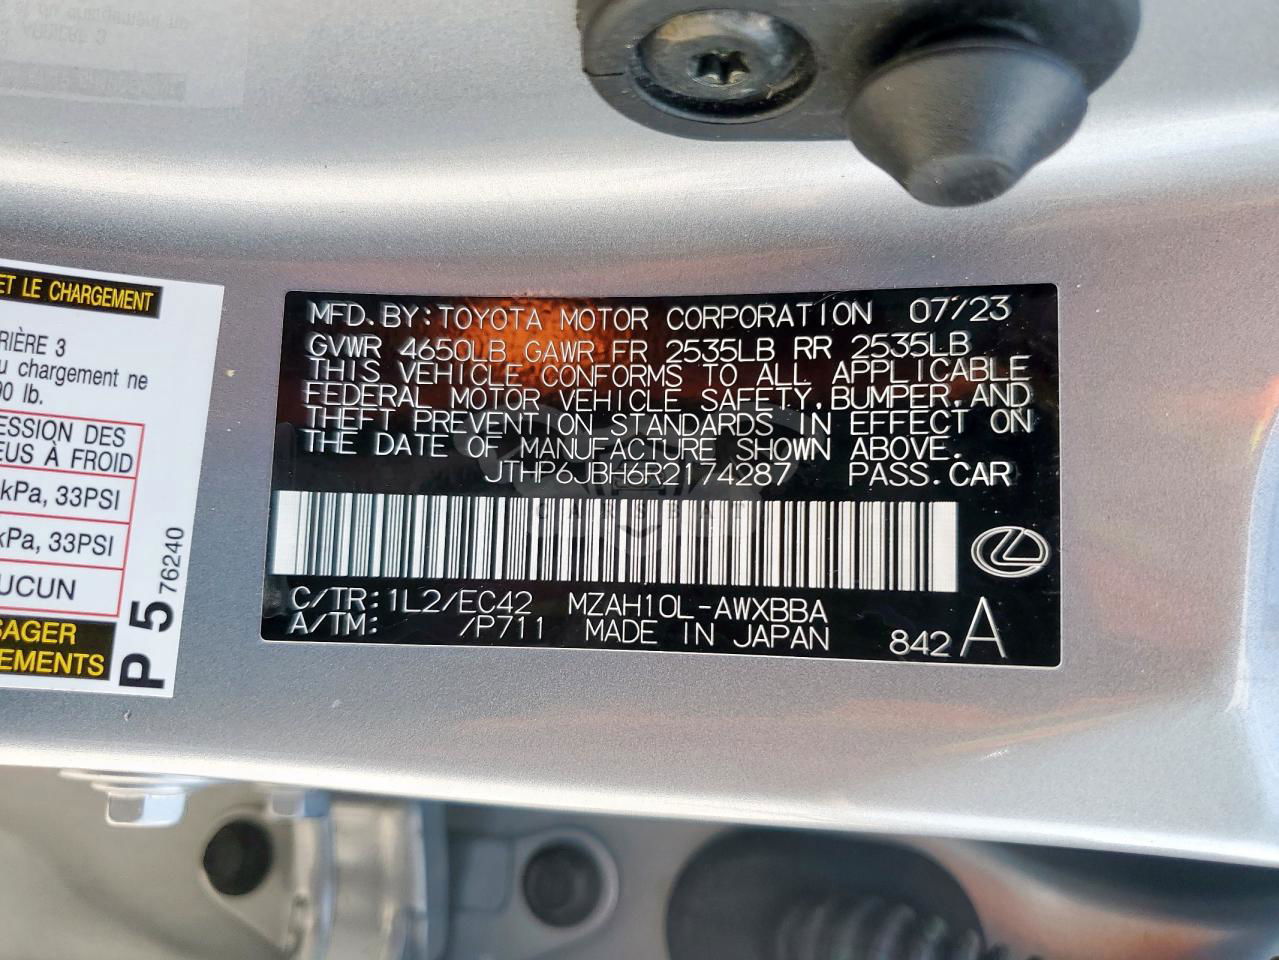 ET LE CHARGEMENT
RIÈRE 3
u chargement ne
90 lb.
ESSION DES
EUS À FROID
kPa, 33PSI
kPa, 33PSI
UCUN
SAGER
EMENTS
P 5 76240
MFD.BY:TOYOTA MOTOR CORPORATION 07/23
GVWR 4650LB GAWR FR 2535LB RR 2535LB
THIS VEHICLE CONFORMS TO ALL APPLICABLE
FEDERAL MOTOR VEHICLE SAFETY,BUMPER,AND
THEFT PREVENTION STANDARDS IN EFFECT ON
THE DATE OF MANUFACTURE SHOWN ABOVE.
JTHP6JBH6R2174287 PASS.CAR
C/TR:1L2/EC42 MZAH10L-AWXBBA
A/TM: /P711 MADE IN JAPAN 842 A